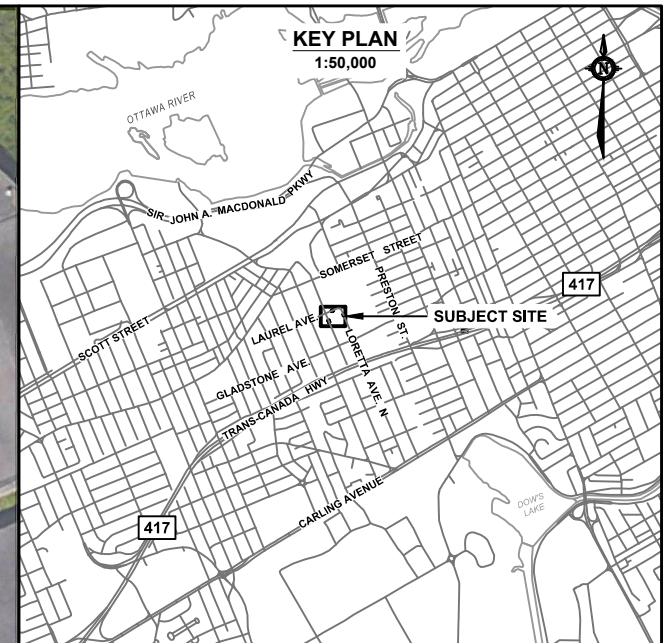 KEY PLAN
1:50,000
N
OTTAWA RIVER
SIR JOHN A. MACDONALD PKWY
SOMERSET STREET
PRESTON ST.
417
SCOTT STREET
LAUREL AVE.
SUBJECT SITE
LORETTA AVE. N
GLADSTONE AVE.
TRANS-CANADA HWY
CARLING AVENUE
DOW'S
LAKE
417